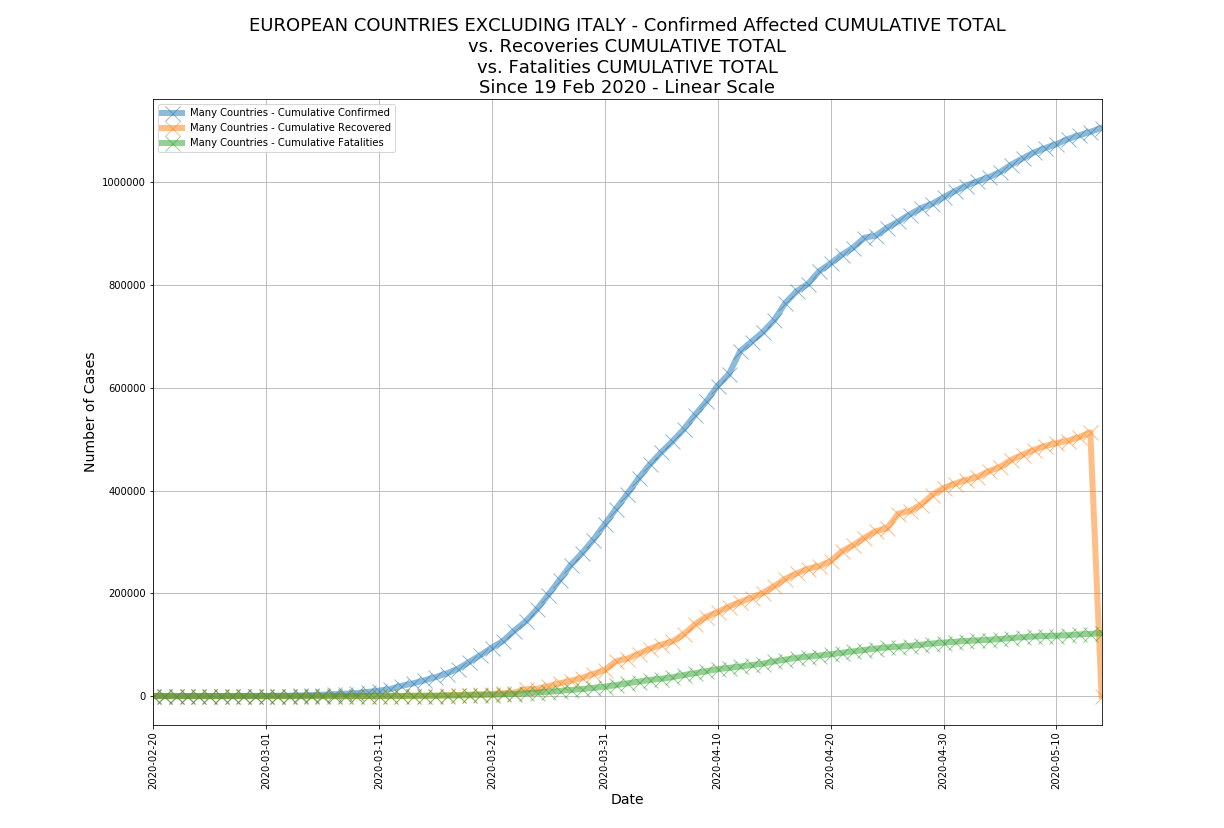 EUROPEAN COUNTRIES EXCLUDING ITALY - Confirmed Affected CUMULATIVE TOTAL
vs. Recoveries CUMULATIVE TOTAL
vs. Fatalities CUMULATIVE TOTAL
Since 19 Feb 2020 - Linear Scale
Many Countries - Cumulative Confirmed
Many Countries - Cumulative Recovered
Many Countries - Cumulative Fatalities
Number of Cases
1000000
800000
600000
400000
200000
0
2020-02-20
2020-03-01
2020-03-11
2020-03-21
2020-03-31
2020-04-10
2020-04-20
2020-04-30
2020-05-10
Date